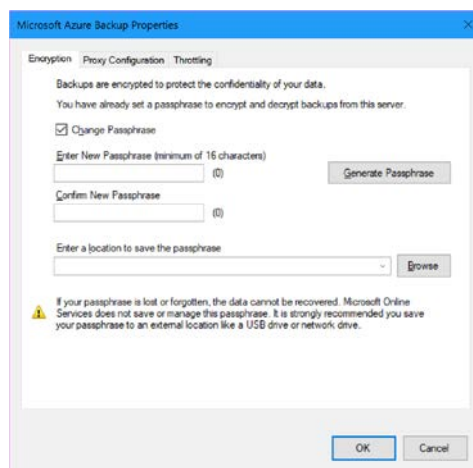 Microsoft Azure Backup Properties
Encryption Proxy Configuration Throttling
Backups are encrypted to protect the confidentiality of your data.
You have already set a passphrase to encrypt and decrypt backups from this server.
Change Passphrase
Enter New Passphrase (minimum of 16 characters)
(0) Generate Passphrase
Confirm New Passphrase
(0)
Enter a location to save the passphrase
Browse
If your passphrase is lost or forgotten, the data cannot be recovered. Microsoft Online
Services does not save or manage this passphrase. It is strongly recommended you save
your passphrase to an external location like a USB drive or network drive.
OK Cancel